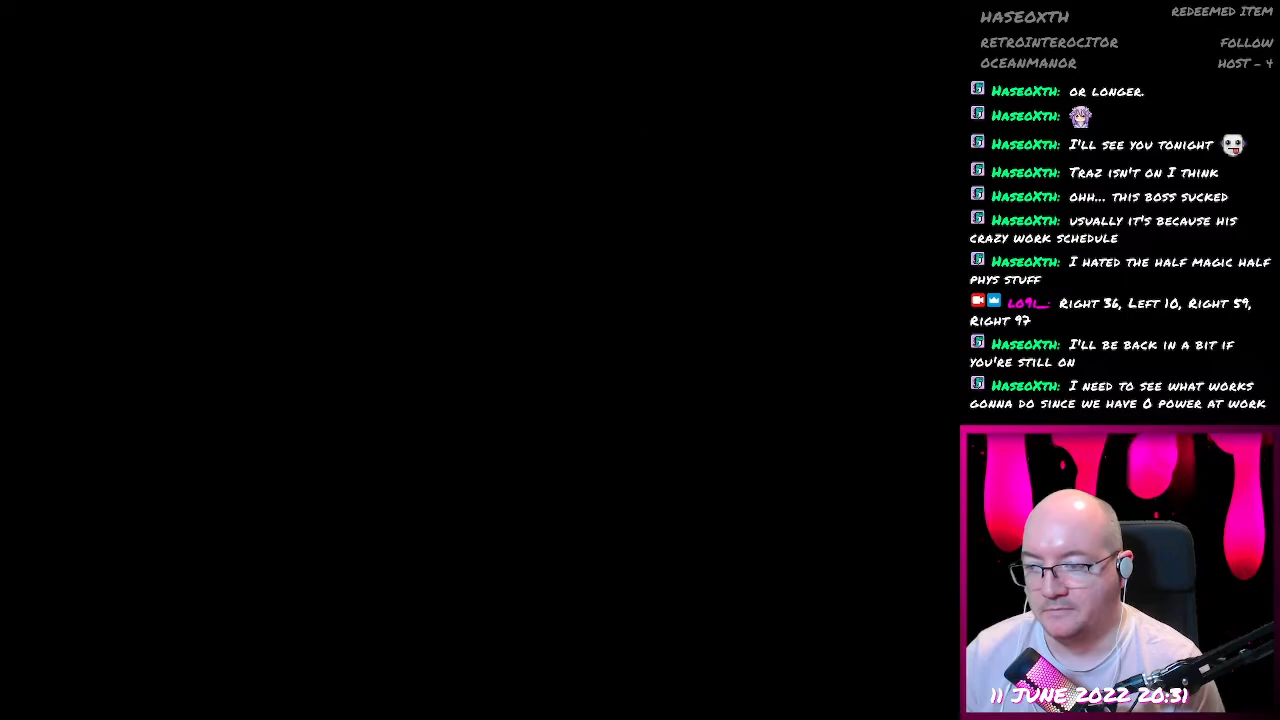 HASEOXTH REDEEMED ITEM
RETROINTEROCITOR FOLLOW
OCEANMANOR HOST - 4
HASEOXTH: OR LONGER.
HASEOXTH:
HASEOXTH: I'LL SEE YOU TONIGHT
HASEOXTH: TRAZ ISN'T ON I THINK
HASEOXTH: OHH... THIS BOSS SUCKED
HASEOXTH: USUALLY IT'S BECAUSE HIS
CRAZY WORK SCHEDULE
HASEOXTH: I HATED THE HALF MAGIC HALF
PHYS STUFF
LO9I_: RIGHT 36, LEFT 10, RIGHT 59,
RIGHT 97
HASEOXTH: I'LL BE BACK IN A BIT IF
YOU'RE STILL ON
HASEOXTH: I NEED TO SEE WHAT WORKS
GONNA DO SINCE WE HAVE 0 POWER AT WORK
11 JUNE 2022 20:31